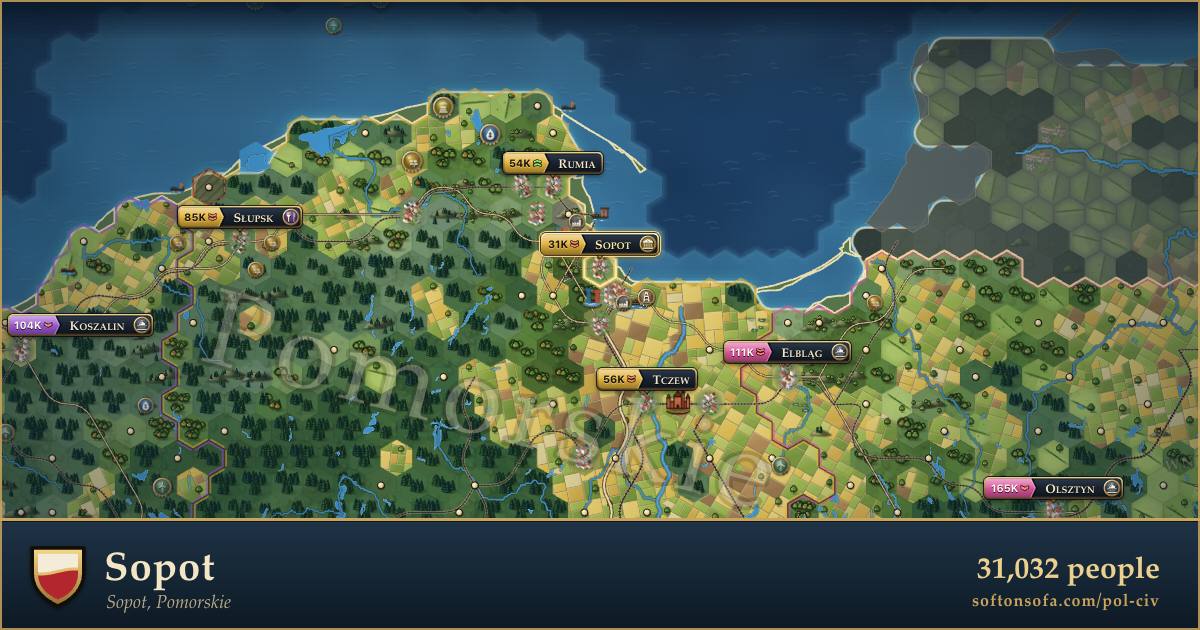 54K RUMIA
85K SŁUPSK
31K SOPOT
104K KOSZALIN
111K ELBLĄG
56K TCZEW
Pomorskie
165K OLSZTYN
Sopot
Sopot, Pomorskie
31,032 people
softonsofa.com/pol-civ